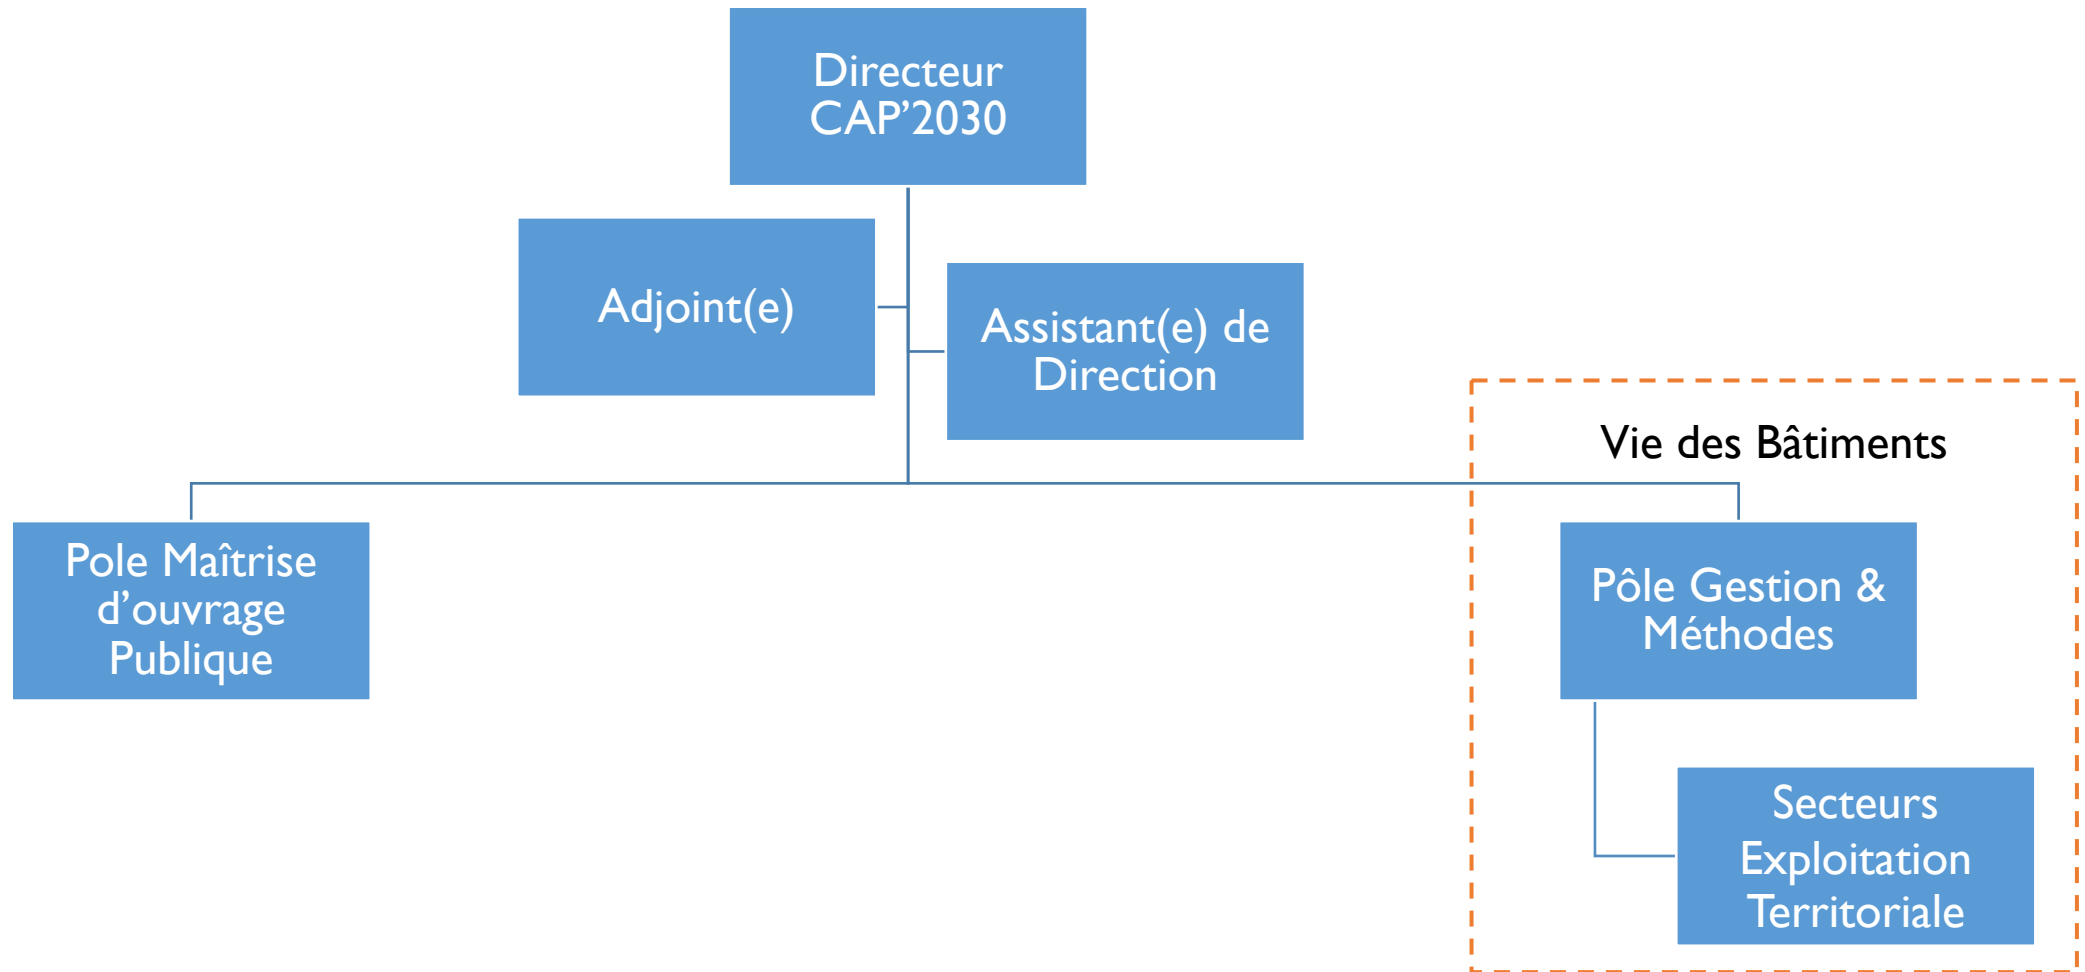 Directeur
CAP’2030
Adjoint(e)
Assistant(e) de
Direction
Vie des Bâtiments
Pole Maîtrise
d’ouvrage
Publique
Pôle Gestion &
Méthodes
Secteurs
Exploitation
Territoriale